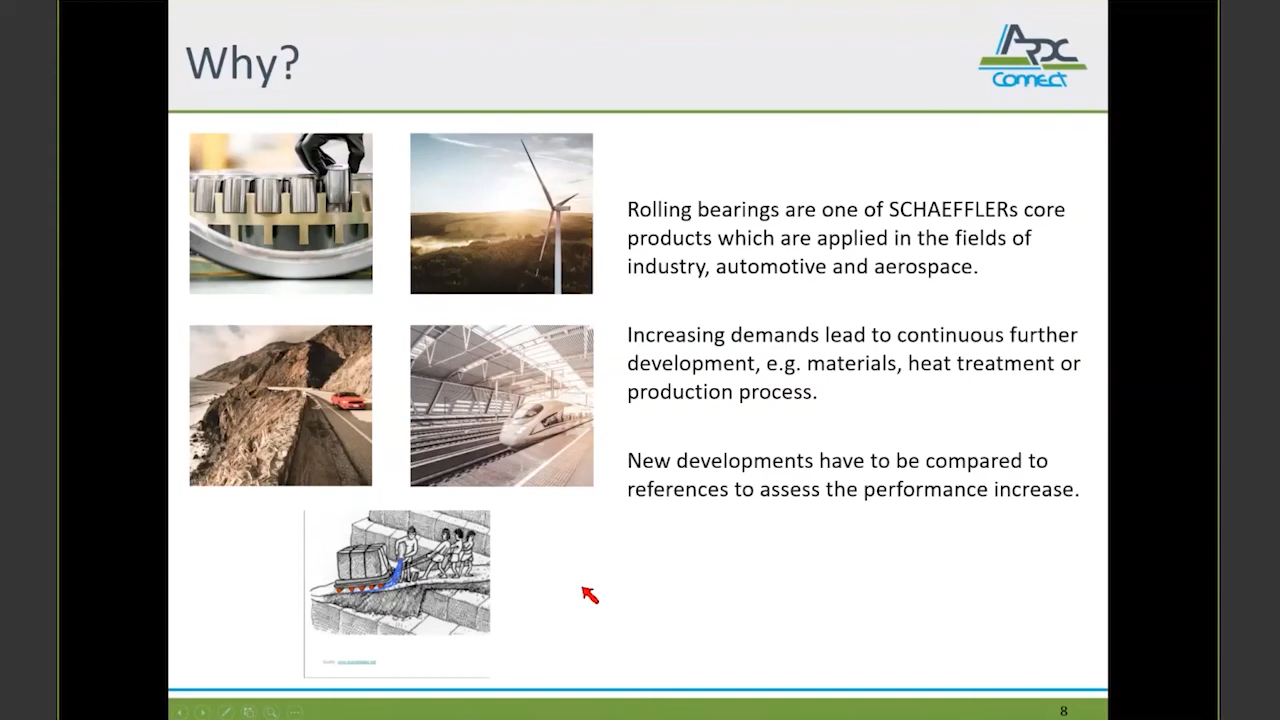 Why?
ARDC
Connect
Rolling bearings are one of SCHAEFFLERs core
products which are applied in the fields of
industry, automotive and aerospace.
Increasing demands lead to continuous further
development, e.g. materials, heat treatment or
production process.
New developments have to be compared to
references to assess the performance increase.
8